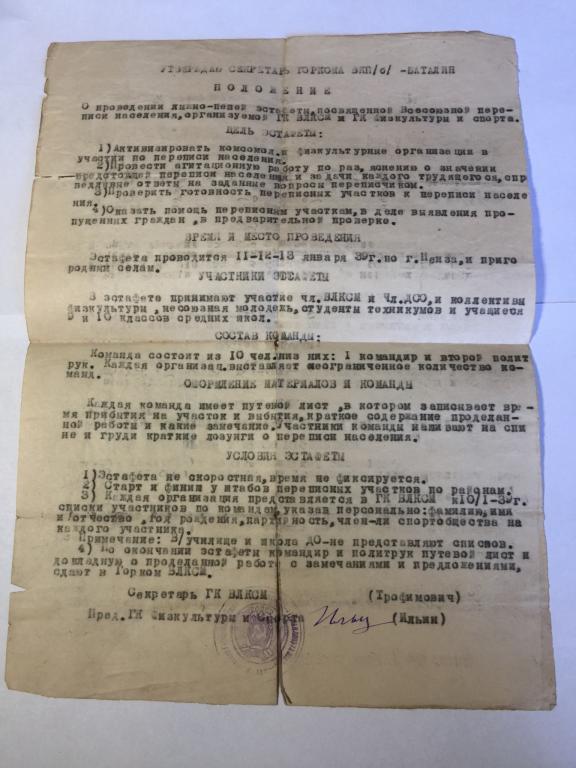 УТВЕРЖДАЮ СЕКРЕТАРЬ ГОРКОМА ВКП/б/ -БАТАЛИН
ПОЛОЖЕНИЕ
О проведении лыжно-пешей эстафеты, посвященной Всесоюзной пере-
писи населения, организуемой ГК ВЛКСМ и ГК Физкультуры и спорта.
ЦЕЛЬ ЭСТАФЕТЫ:
1)Активизировать комсомол. и физкультурные организации в
участии по переписи населения.
2)Провести агитационную работу по раз, яснению о значении
предстоящей переписи населения и задачи каждого трудящегося, спр
ведливые ответы на заданные вопросы переписчиком.
3)Проверить готовность переписных участков к переписи населе
ния.
4)Оказать помощь переписным участкам, в деле выявления про-
пущенных граждан , в предварительной проверке.
ВРЕМЯ И МЕСТО ПРОВЕДЕНИЯ
Эстафета проводится 11-12-13 января 39г. по г. Пенза, и приго
родным селам.
УЧАСТНИКИ ЭСТАФЕТЫ
В эстафете принимают участие чл. ВЛКСМ и Чл. ДСО, и коллективы
физкультуры , несоюзная молодежь, студенты техникумов и учащиеся
9 и 10 классов средних школ.
СОСТАВ КОМАНДЫ:
Команда состоит из 10 чел. из них: 1 командир и второй полит
рук. Каждая организац. выставляет неограниченное количество ко-
манд.
ОФОРМЛЕНИЕ МАТЕРИАЛОВ И КОМАНДЫ
Каждая команда имеет путевой лист , в котором записывает вре-
мя прибытия на участок и выбытия, краткое содержание проделан-
ной работы и какие замечание. Участники команды нашивают на спи
не и груди краткие лозунги о переписи населения.
УСЛОВИЯ ЭСТАФЕТЫ
1)Эстафета не скоростная, время не фиксируется.
2) Старт и финиш у штабов переписных участков по районам.
3) Каждая организация представляется в ГК ВЛКСМ к 10/1-39г.
списки участников по командам, указав персонально: фамилию, имя
и/отчество , год рождения, партийность, член-ли спортобщества на
каждого участника).
Примечание: В/училище и школа ДО-не представляют списков.
4) По окончании эстафеты командир и политрук путевой лист и
докладную о проделанной работе с замечаниями и предложениями,
сдают в Горком ВЛКСМ.
Секретарь ГК ВЛКСМ (Трофимович)
Пред. ГК Физкультуры и Спорта (Ильин)